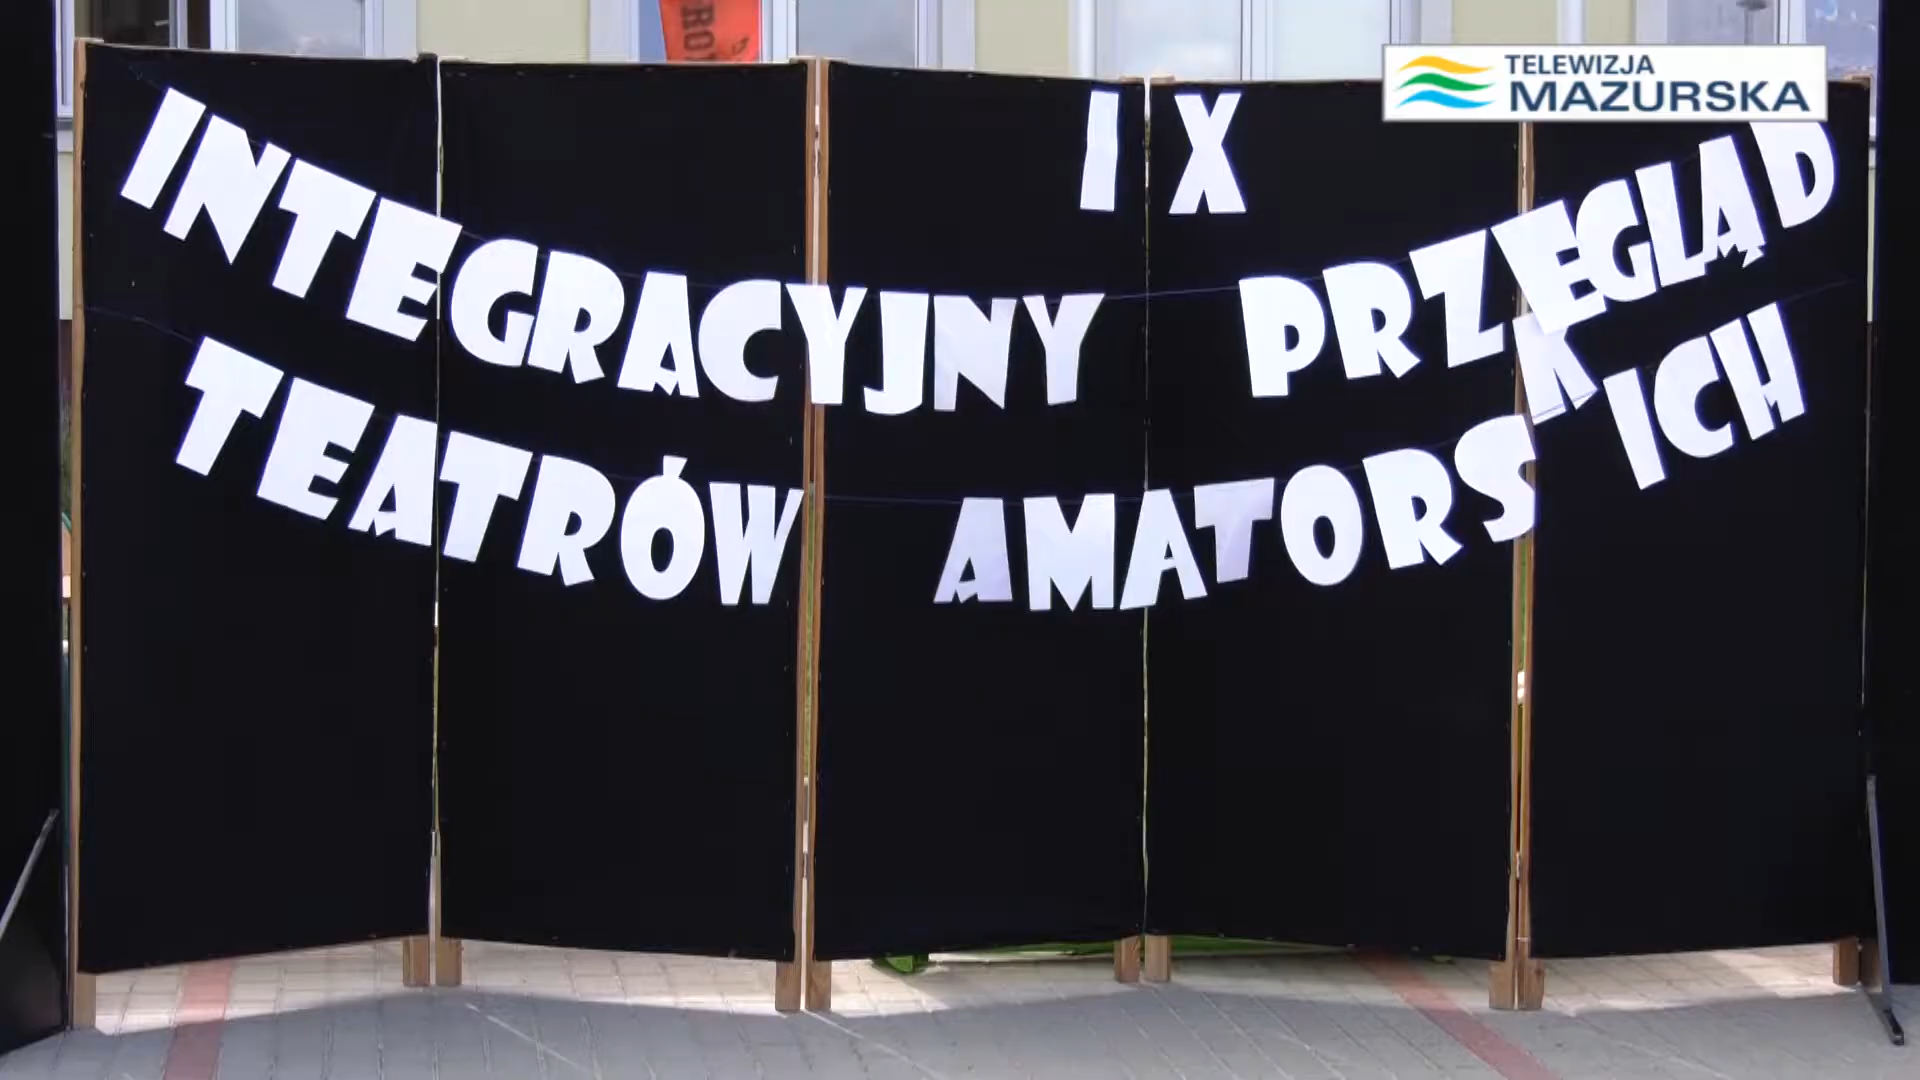 TELEWIZJA
MAZURSKA
IX
INTEGRACYJNY PRZEGLĄD
TEATRÓW AMATORSKICH